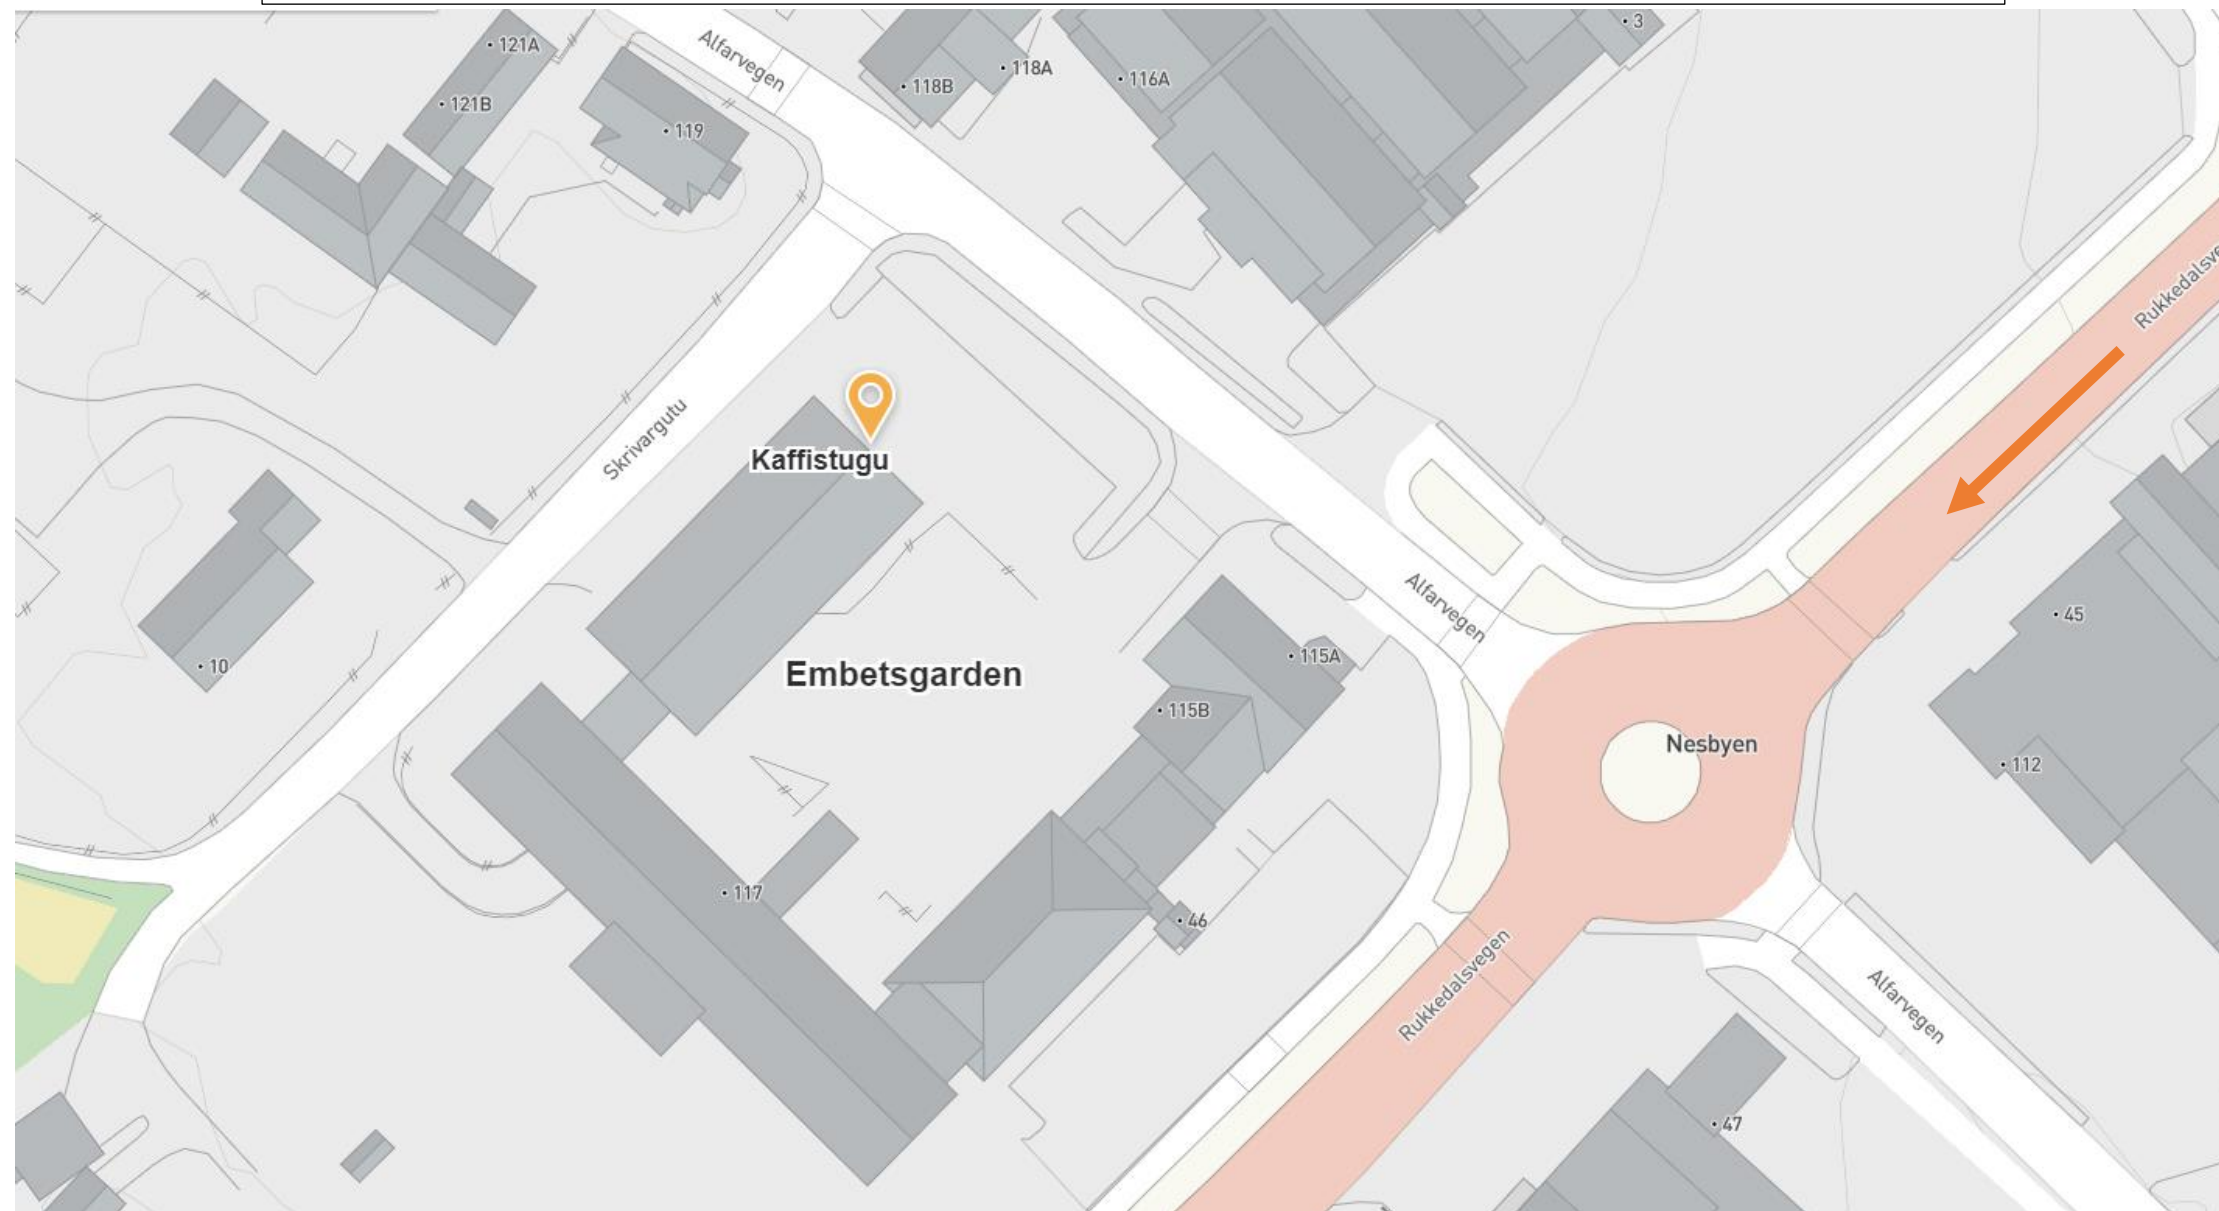 3
Alfarvegen
121A
118A
118B
116A
121B
119
Rukkedalsve
Skrivargutu
Kaffistugu
Alfarvegen
45
115A
10
Embetsgarden
115B
Nesbyen
112
117
46
Rukkedalsvegen
Alfarvegen
47